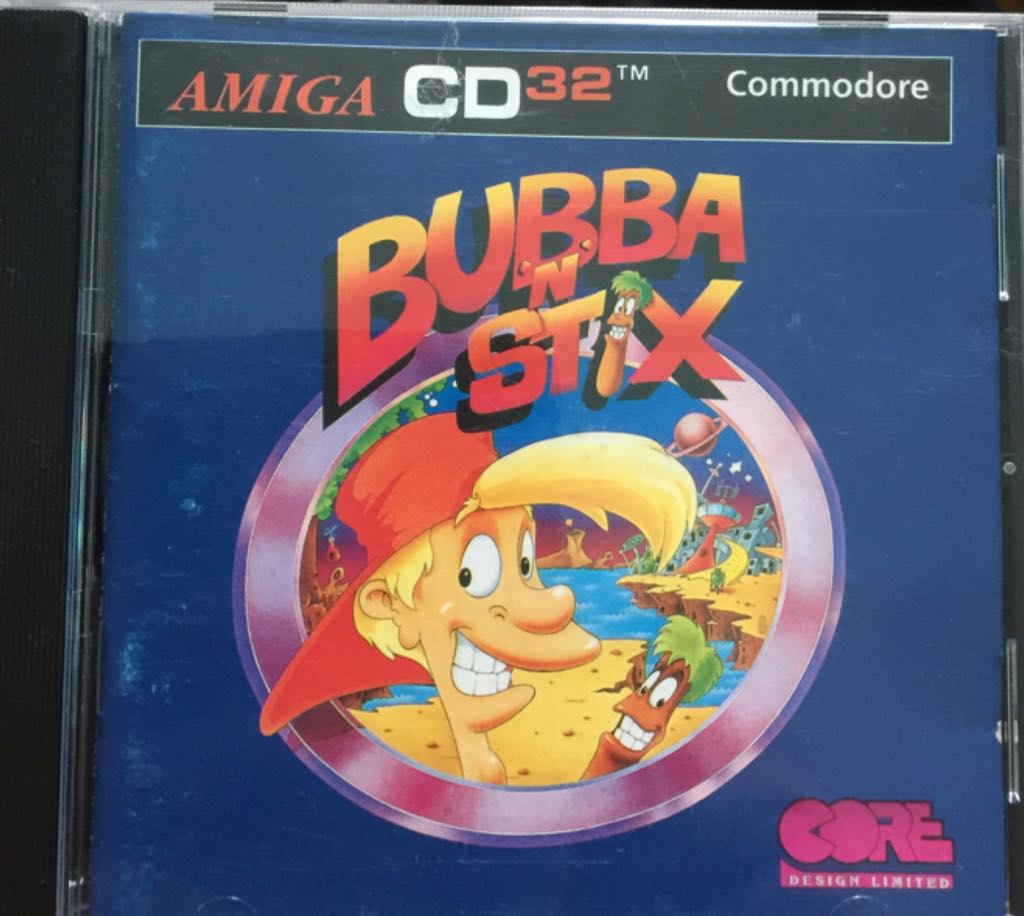 AMIGA CD32™ Commodore
BUBBA
'N'
STIX
CORE
DESIGN LIMITED